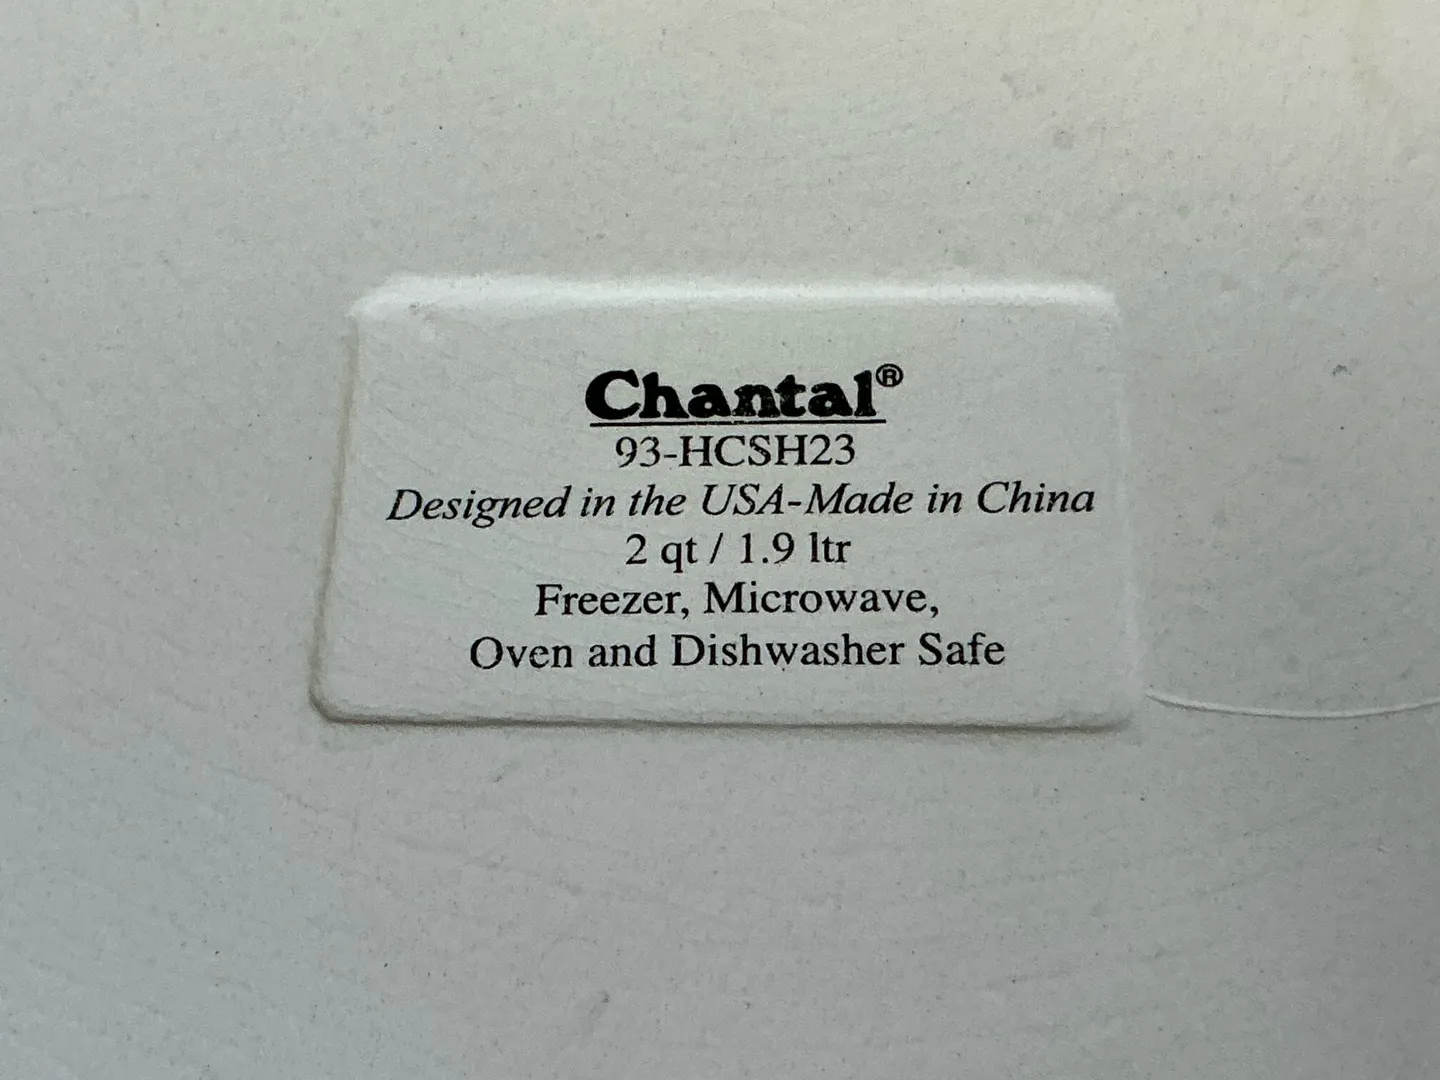 Chantal®
93-HCSH23
Designed in the USA-Made in China
2 qt / 1.9 ltr
Freezer, Microwave,
Oven and Dishwasher Safe